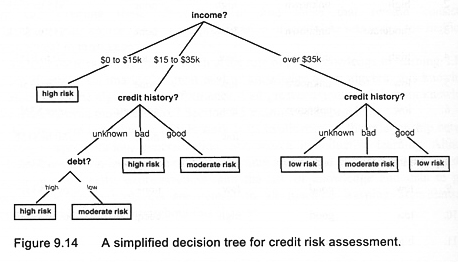 income?
$0 to $15k $15 to $35k over $35k
high risk
credit history? credit history?
unknown bad good unknown bad good
debt? high risk moderate risk low risk moderate risk low risk
high low
high risk moderate risk
Figure 9.14 A simplified decision tree for credit risk assessment.